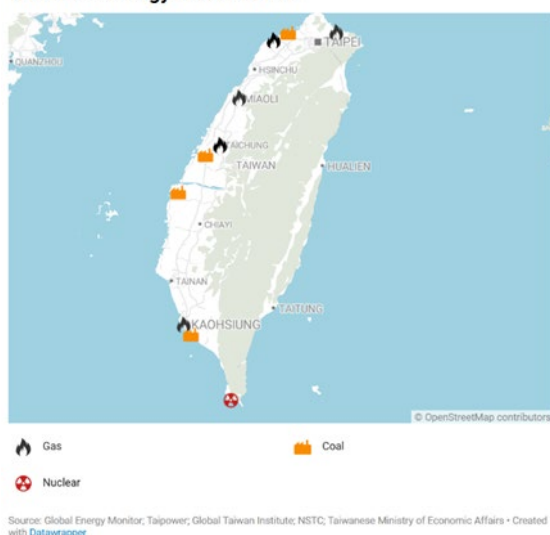 QUANZHOU
TAIPEI
HSINCHU
MIAOLI
TAICHUNG
TAIWAN
HUALIEN
CHIAYI
TAINAN
KAOHSIUNG
TAITUNG
© OpenStreetMap contributors
Gas
Coal
Nuclear
Source: Global Energy Monitor; Taipower; Global Taiwan Institute; NSTC; Taiwanese Ministry of Economic Affairs • Created
with Datawrapper